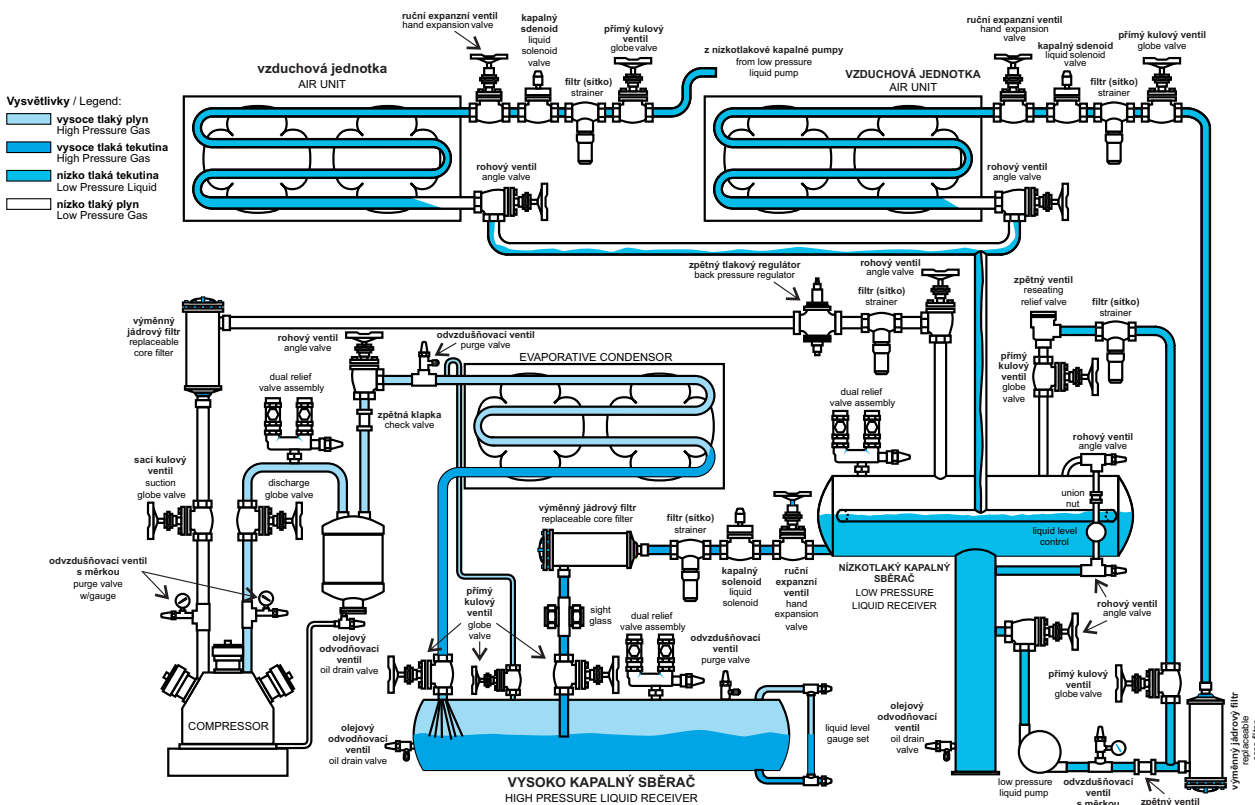 ruční expanzní ventil
hand expansion valve
kapalný
sdenoid
liquid
solenoid
valve
přímý kulový
ventil
globe valve
filtr (sítko)
strainer
z nízkotlakové kapalné pumpy
from low pressure
liquid pump
ruční expanzní ventil
hand expansion
valve
kapalný sdenoid
liquid solenoid
valve
přímý kulový ventil
globe valve
filtr (sítko)
strainer
vzduchová jednotka
AIR UNIT
VZDUCHOVÁ JEDNOTKA
AIR UNIT
Vysvětlivky / Legend:
vysoce tlaký plyn
High Pressure Gas
vysoce tlaká tekutina
High Pressure Gas
nízko tlaká tekutina
Low Pressure Liquid
nízko tlaký plyn
Low Pressure Gas
rohový ventil
angle valve
rohový ventil
angle valve
zpětný tlakový regulátor
back pressure regulator
rohový ventil
angle valve
filtr (sítko)
strainer
zpětný ventil
reseating
relief valve
filtr (sítko)
strainer
výměnný
jádrový filtr
replaceable
core filter
rohový ventil
angle valve
odvzdušňovací ventil
purge valve
EVAPORATIVE CONDENSOR
přímý
kulový
ventil
globe
valve
dual relief
valve assembly
zpětná klapka
check valve
dual relief
valve assembly
rohový ventil
angle valve
sací kulový
ventil
suction
globe valve
discharge
globe valve
union
nut
liquid level
control
výměnný jádrový filtr
replaceable core filter
filtr (sítko)
strainer
kapalný
solenoid
liquid
solenoid
ruční
expanzní
ventil
hand
expansion
valve
NÍZKOTLAKÝ KAPALNÝ
SBĚRAČ
LOW PRESSURE
LIQUID RECEIVER
rohový ventil
angle valve
odvzdušňovací ventil
s měrkou
purge valve
w/gauge
přímý
kulový
ventil
globe
valve
sight
glass
dual relief
valve assembly
odvzdušňovací
ventil
purge valve
olejový
odvodňovací
ventil
oil drain valve
přímý kulový
ventil
globe valve
COMPRESSOR
olejový
odvodňovací
ventil
oil drain valve
liquid level
gauge set
olejový
odvodňovací
ventil
oil drain
valve
VYSOKO KAPALNÝ SBĚRAČ
HIGH PRESSURE LIQUID RECEIVER
low pressure
liquid pump
odvzdušňovací
ventil
s měrkou
zpětný ventil
výměnný jádrový filtr
replaceable